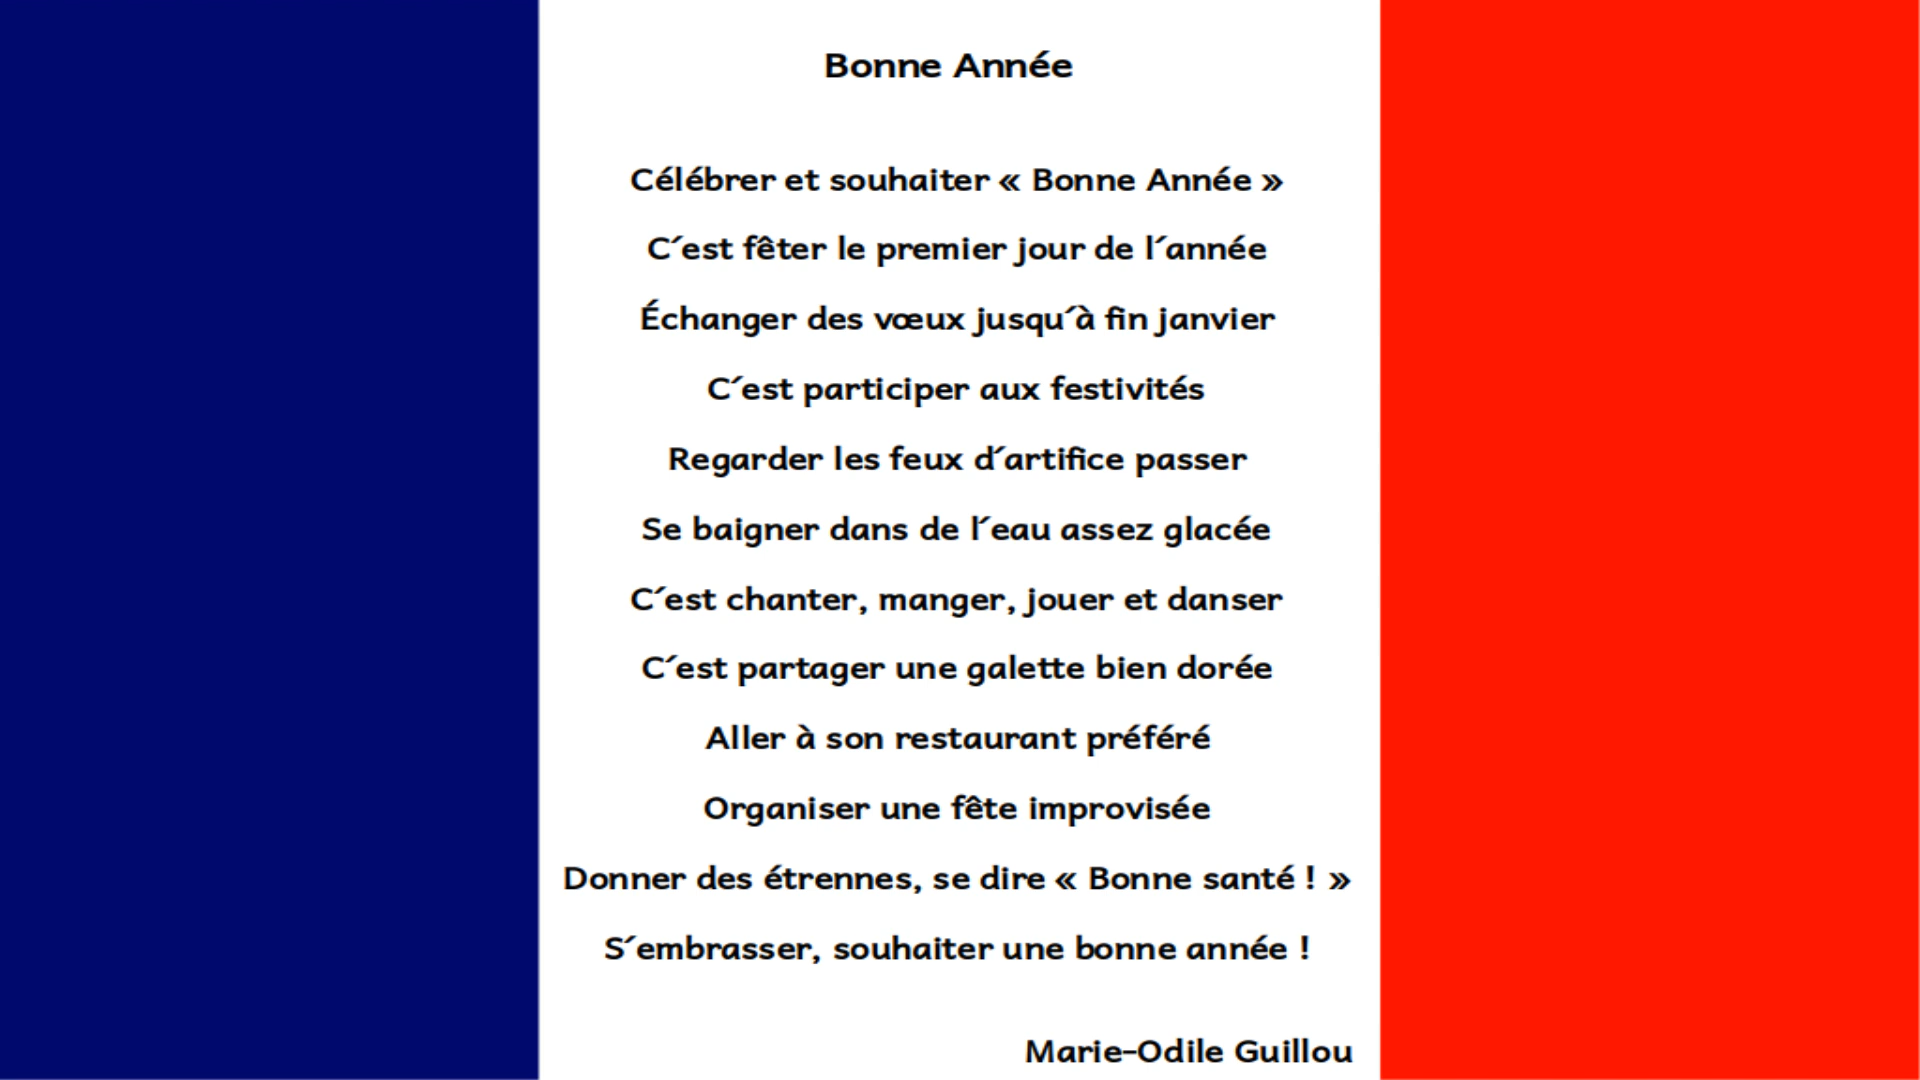 Bonne Année
Célébrer et souhaiter « Bonne Année »
C´est fêter le premier jour de l´année
Échanger des vœux jusqu´à fin janvier
C´est participer aux festivités
Regarder les feux d´artifice passer
Se baigner dans de l´eau assez glacée
C´est chanter, manger, jouer et danser
C´est partager une galette bien dorée
Aller à son restaurant préféré
Organiser une fête improvisée
Donner des étrennes, se dire « Bonne santé ! »
S´embrasser, souhaiter une bonne année !
Marie-Odile Guillou